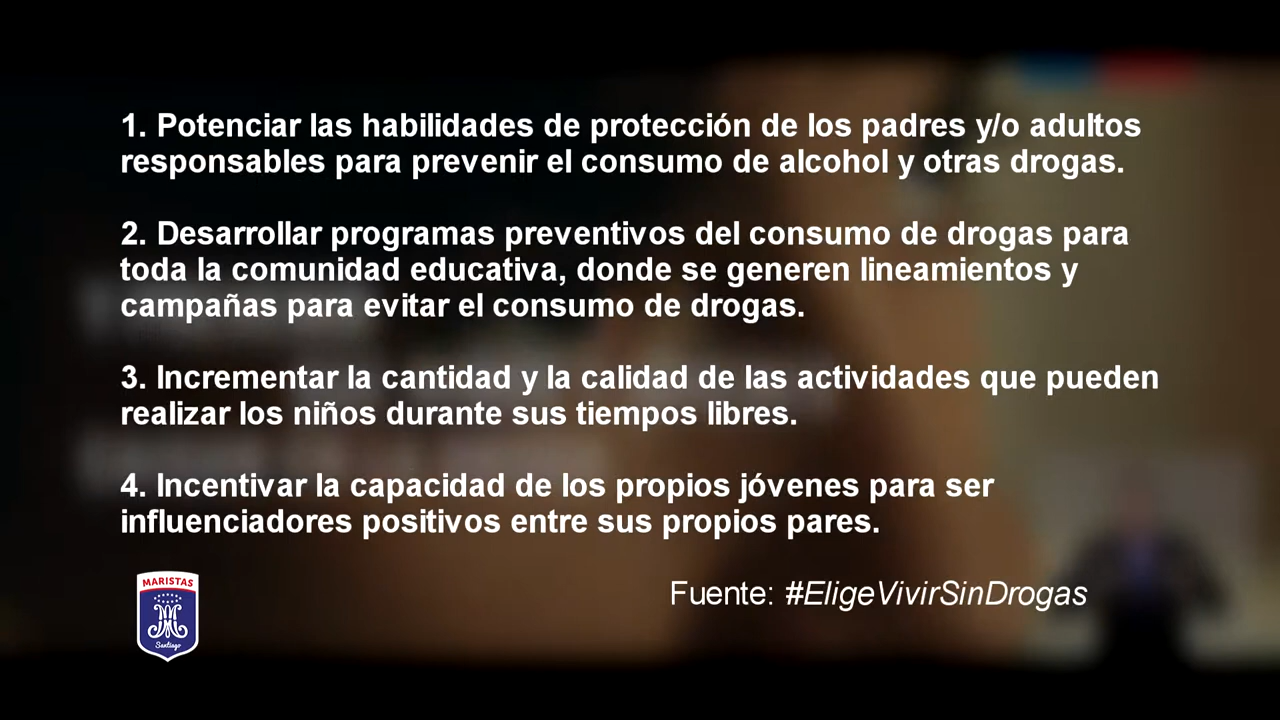 1. Potenciar las habilidades de protección de los padres y/o adultos
responsables para prevenir el consumo de alcohol y otras drogas.
2. Desarrollar programas preventivos del consumo de drogas para
toda la comunidad educativa, donde se generen lineamientos y
campañas para evitar el consumo de drogas.
3. Incrementar la cantidad y la calidad de las actividades que pueden
realizar los niños durante sus tiempos libres.
4. Incentivar la capacidad de los propios jóvenes para ser
influenciadores positivos entre sus propios pares.
Fuente: #EligeVivirSinDrogas
MARISTAS
Santiago